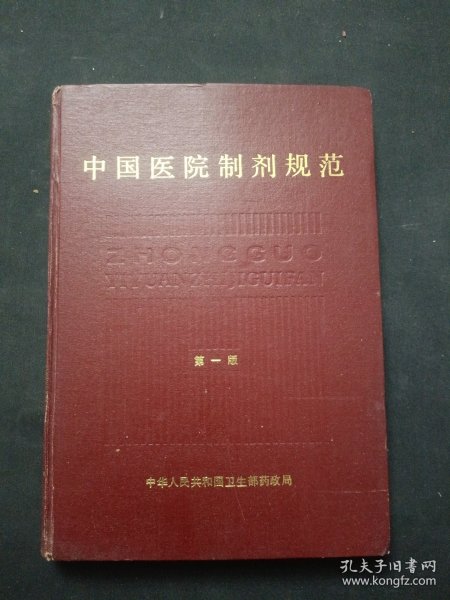 中国医院制剂规范
ZHONGGUO
YIYUAN ZHIJIGUIFAN
第一版
中华人民共和国卫生部药政局
孔夫子旧书网
www.kongfz.com